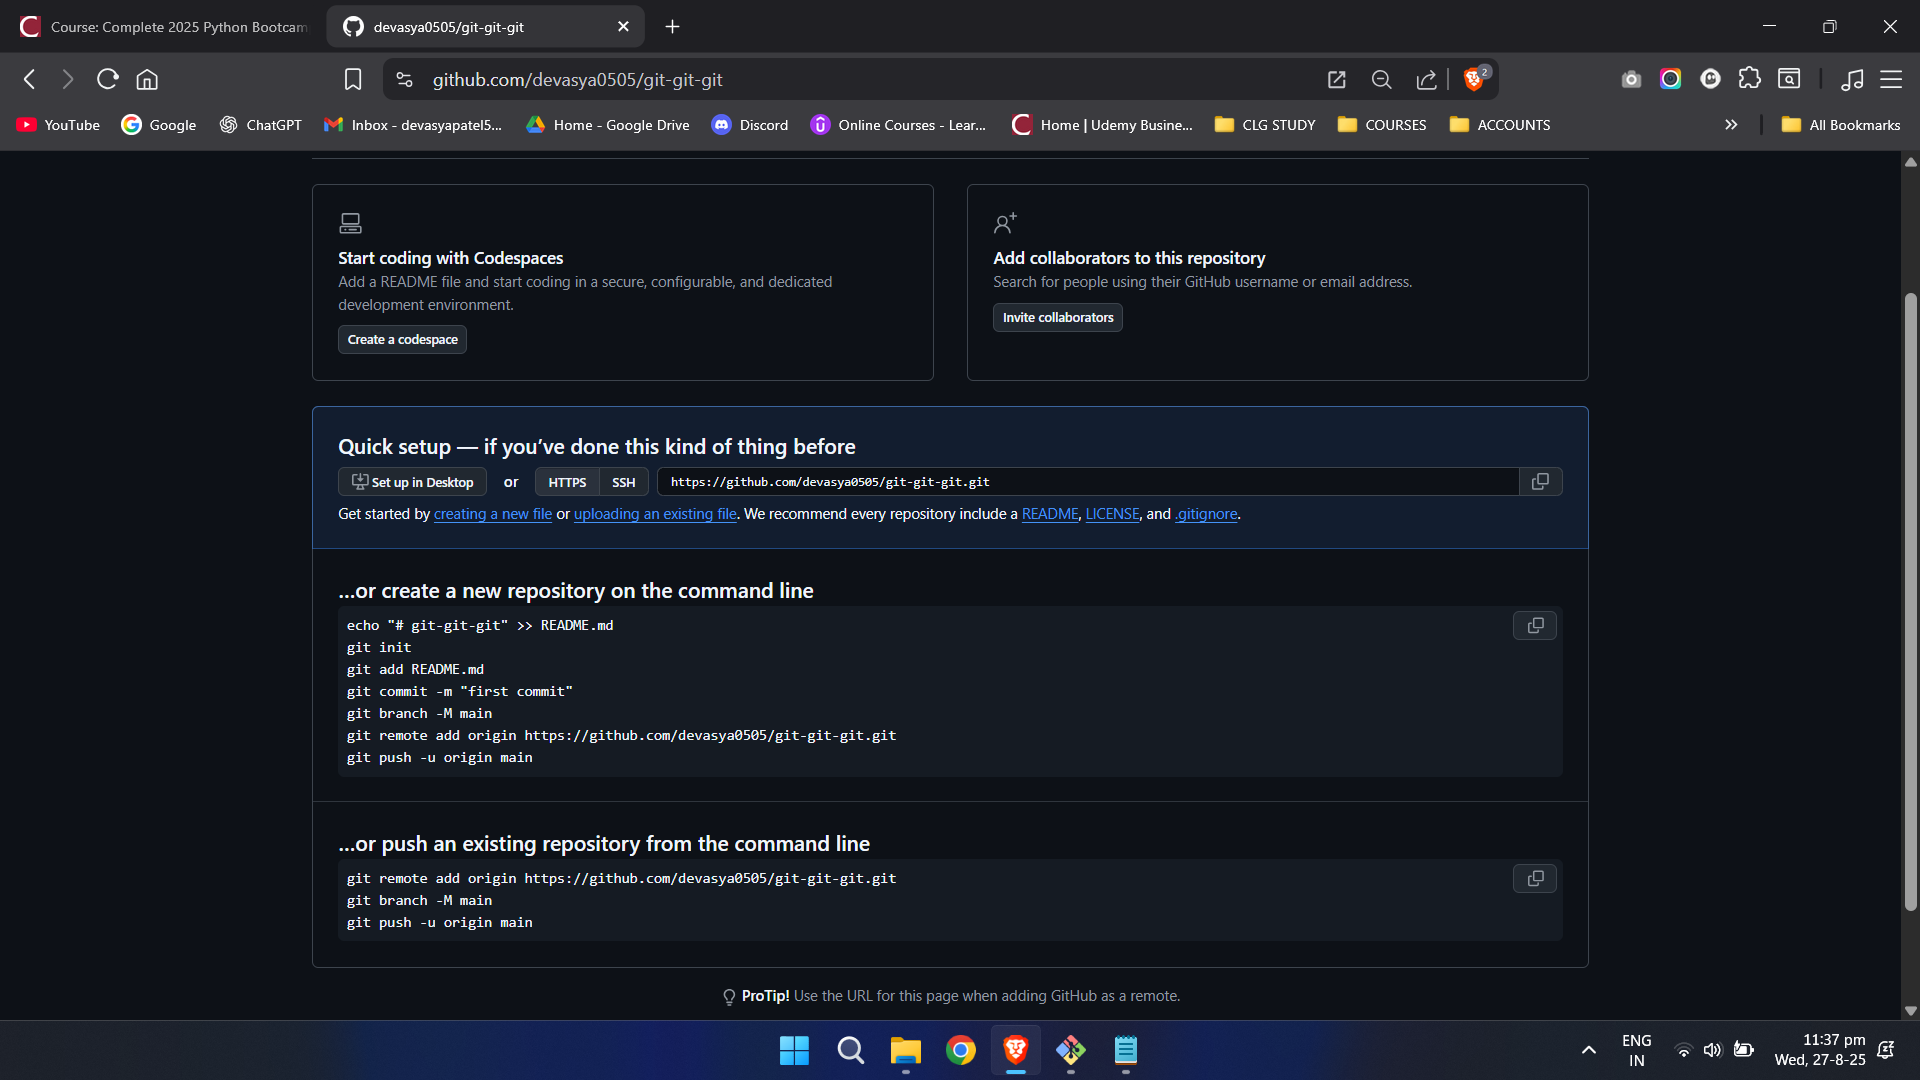 Course: Complete 2025 Python Bootcam
devasya0505/git-git-git
github.com/devasya0505/git-git-git
2
YouTube
Google
ChatGPT
Inbox - devasyapatel5...
Home - Google Drive
Discord
Online Courses - Lear...
Home | Udemy Busine...
CLG STUDY
COURSES
ACCOUNTS
All Bookmarks
Start coding with Codespaces
Add a README file and start coding in a secure, configurable, and dedicated
development environment.
Create a codespace
Add collaborators to this repository
Search for people using their GitHub username or email address.
Invite collaborators
Quick setup — if you’ve done this kind of thing before
Set up in Desktop or HTTPS SSH https://github.com/devasya0505/git-git-git.git
Get started by creating a new file or uploading an existing file. We recommend every repository include a README, LICENSE, and .gitignore.
…or create a new repository on the command line
echo "# git-git-git" >> README.md
git init
git add README.md
git commit -m "first commit"
git branch -M main
git remote add origin https://github.com/devasya0505/git-git-git.git
git push -u origin main
…or push an existing repository from the command line
git remote add origin https://github.com/devasya0505/git-git-git.git
git branch -M main
git push -u origin main
ProTip! Use the URL for this page when adding GitHub as a remote.
ENG
IN
11:37 pm
Wed, 27-8-25